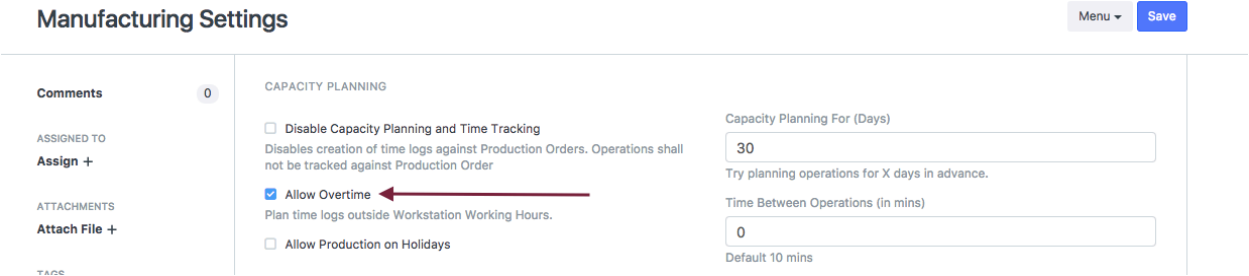 Manufacturing Settings
Menu
Save
Comments
0
ASSIGNED TO
Assign +
ATTACHMENTS
Attach File +
TAGS
CAPACITY PLANNING
Disable Capacity Planning and Time Tracking
Disables creation of time logs against Production Orders. Operations shall
not be tracked against Production Order
Allow Overtime
Plan time logs outside Workstation Working Hours.
Allow Production on Holidays
Capacity Planning For (Days)
30
Try planning operations for X days in advance.
Time Between Operations (in mins)
0
Default 10 mins